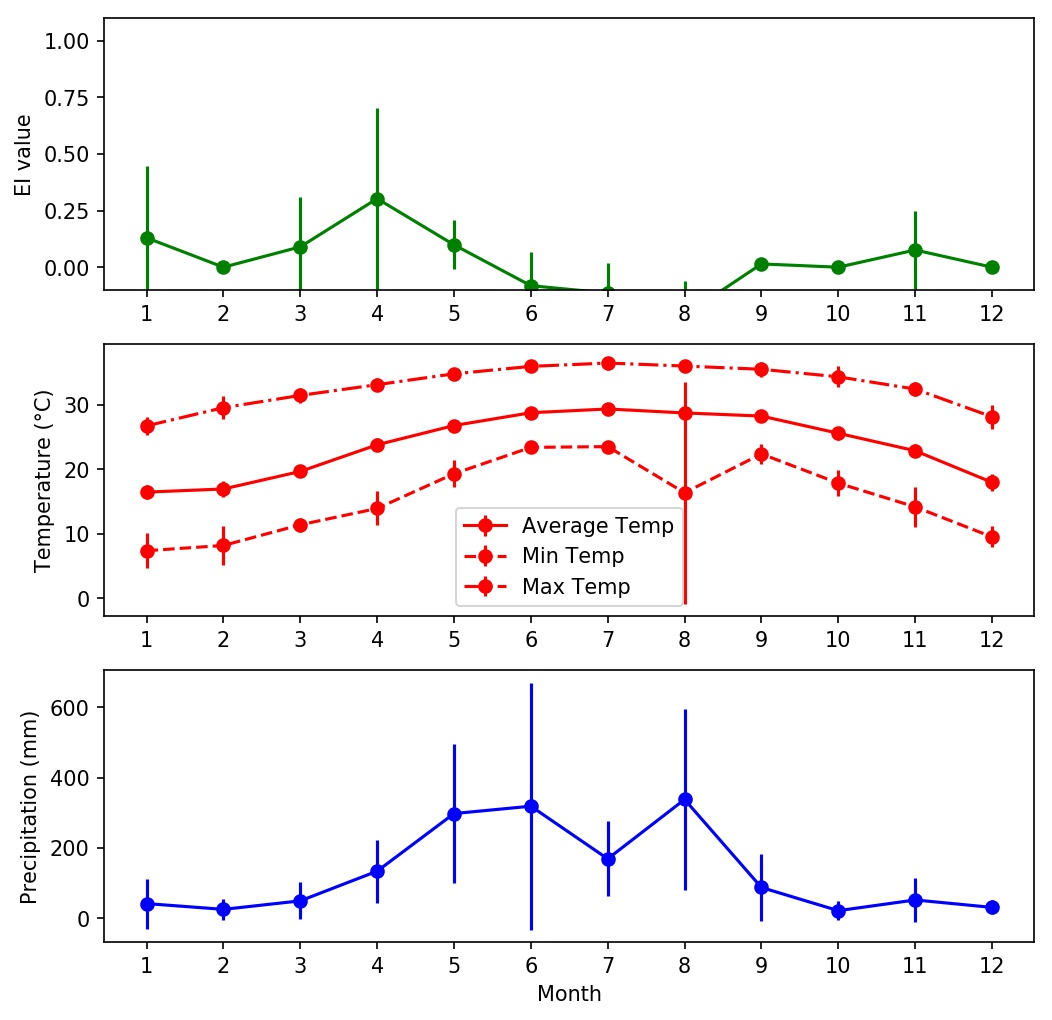 1.00
0.75
0.50
0.25
0.00
EI value
1 2 3 4 5 6 7 8 9 10 11 12
30
20
10
0
Temperature (°C)
Average Temp
Min Temp
Max Temp
1 2 3 4 5 6 7 8 9 10 11 12
600
400
200
0
Precipitation (mm)
1 2 3 4 5 6 7 8 9 10 11 12
Month